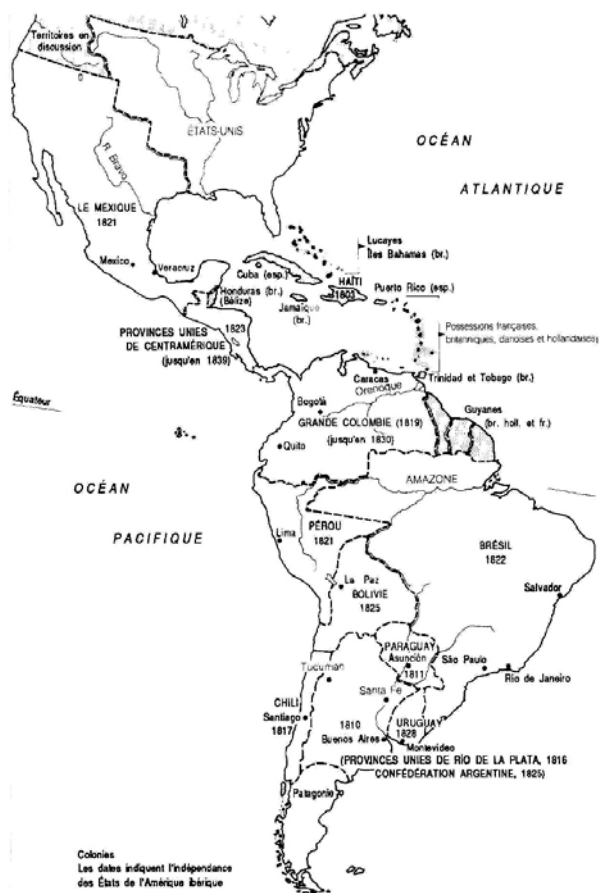 Territoires en
discussion
ÉTATS-UNIS
OCÉAN
ATLANTIQUE
R. Bravo
LE MEXIQUE
1821
Mexico
Veracruz
Lucayes
Îles Bahamas (br.)
Cuba (esp.)
HAÏTI
1803
Puerto Rico (esp.)
Honduras (br.)
(Bélize)
Jamaïque
(br.)
1823
PROVINCES UNIES
DE CENTRAMÉRIQUE
(jusqu'en 1839)
Possessions françaises,
britanniques, danoises et hollandaises
Caracas
Trinidad et Tobago (br.)
Orenoque
Équateur
Bogotá
GRANDE COLOMBIE (1819)
(jusqu'en 1830)
Guyanes
(br. holl. et fr.)
Quito
AMAZONE
OCÉAN
PACIFIQUE
Lima
PÉROU
1821
BRÉSIL
1822
La Paz
BOLIVIE
1825
Salvador
PARAGUAY
Asunción
1811
São Paulo
Rio de Janeiro
Tucumán
Santa Fe
CHILI
Santiago
1817
1810
Buenos Aires
URUGUAY
1828
Montevideo
(PROVINCES UNIES DE RÍO DE LA PLATA, 1816
CONFÉDÉRATION ARGENTINE, 1825)
Patagonie
Colonies
Les dates indiquent l'indépendance
des États de l'Amérique ibérique